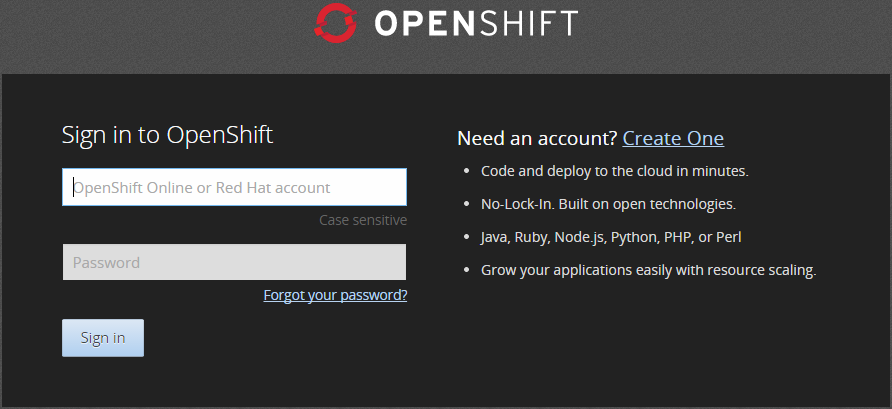 OPENSHIFT
Sign in to OpenShift
OpenShift Online or Red Hat account
Case sensitive
Password
Forgot your password?
Sign in
Need an account? Create One
Code and deploy to the cloud in minutes.
No-Lock-In. Built on open technologies.
Java, Ruby, Node.js, Python, PHP, or Perl
Grow your applications easily with resource scaling.